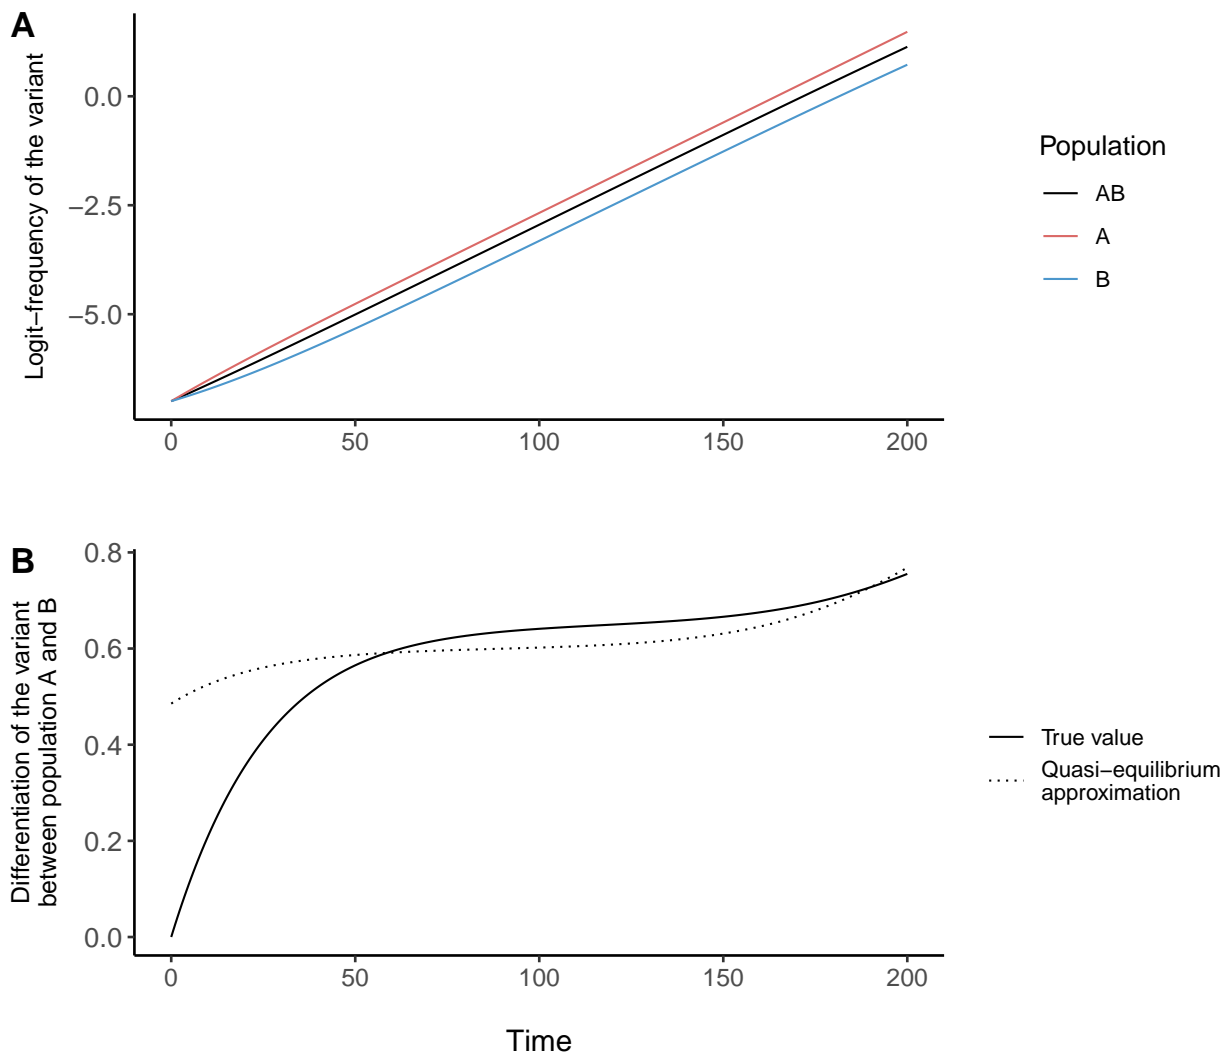 A
Logit−frequency of the variant
0.0
−2.5
−5.0
0
50
100
150
200
Population
AB
A
B
B
Differentiation of the variant
between population A and B
0.8
0.6
0.4
0.2
0.0
0
50
100
150
200
Time
True value
Quasi−equilibrium
approximation